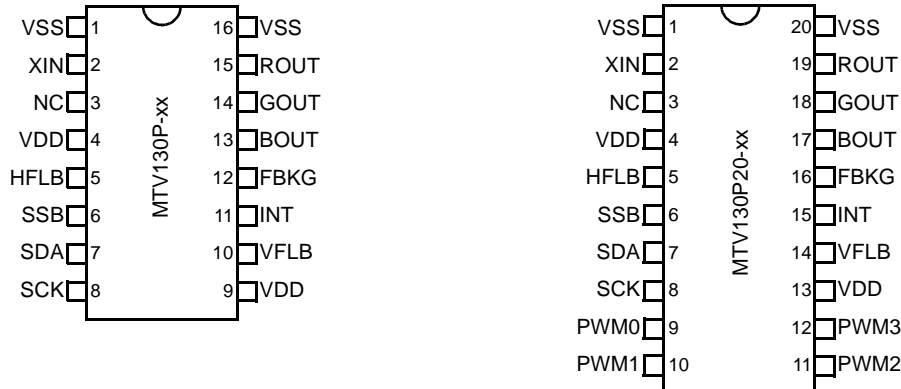 VSS 1 16 VSS
XIN 2 15 ROUT
NC 3 14 GOUT
VDD 4 13 BOUT
HFLB 5 12 FBKG
SSB 6 11 INT
SDA 7 10 VFLB
SCK 8 9 VDD
MTV130P-xx
VSS 1 20 VSS
XIN 2 19 ROUT
NC 3 18 GOUT
VDD 4 17 BOUT
HFLB 5 16 FBKG
SSB 6 15 INT
SDA 7 14 VFLB
SCK 8 13 VDD
PWM0 9 12 PWM3
PWM1 10 11 PWM2
MTV130P20-xx